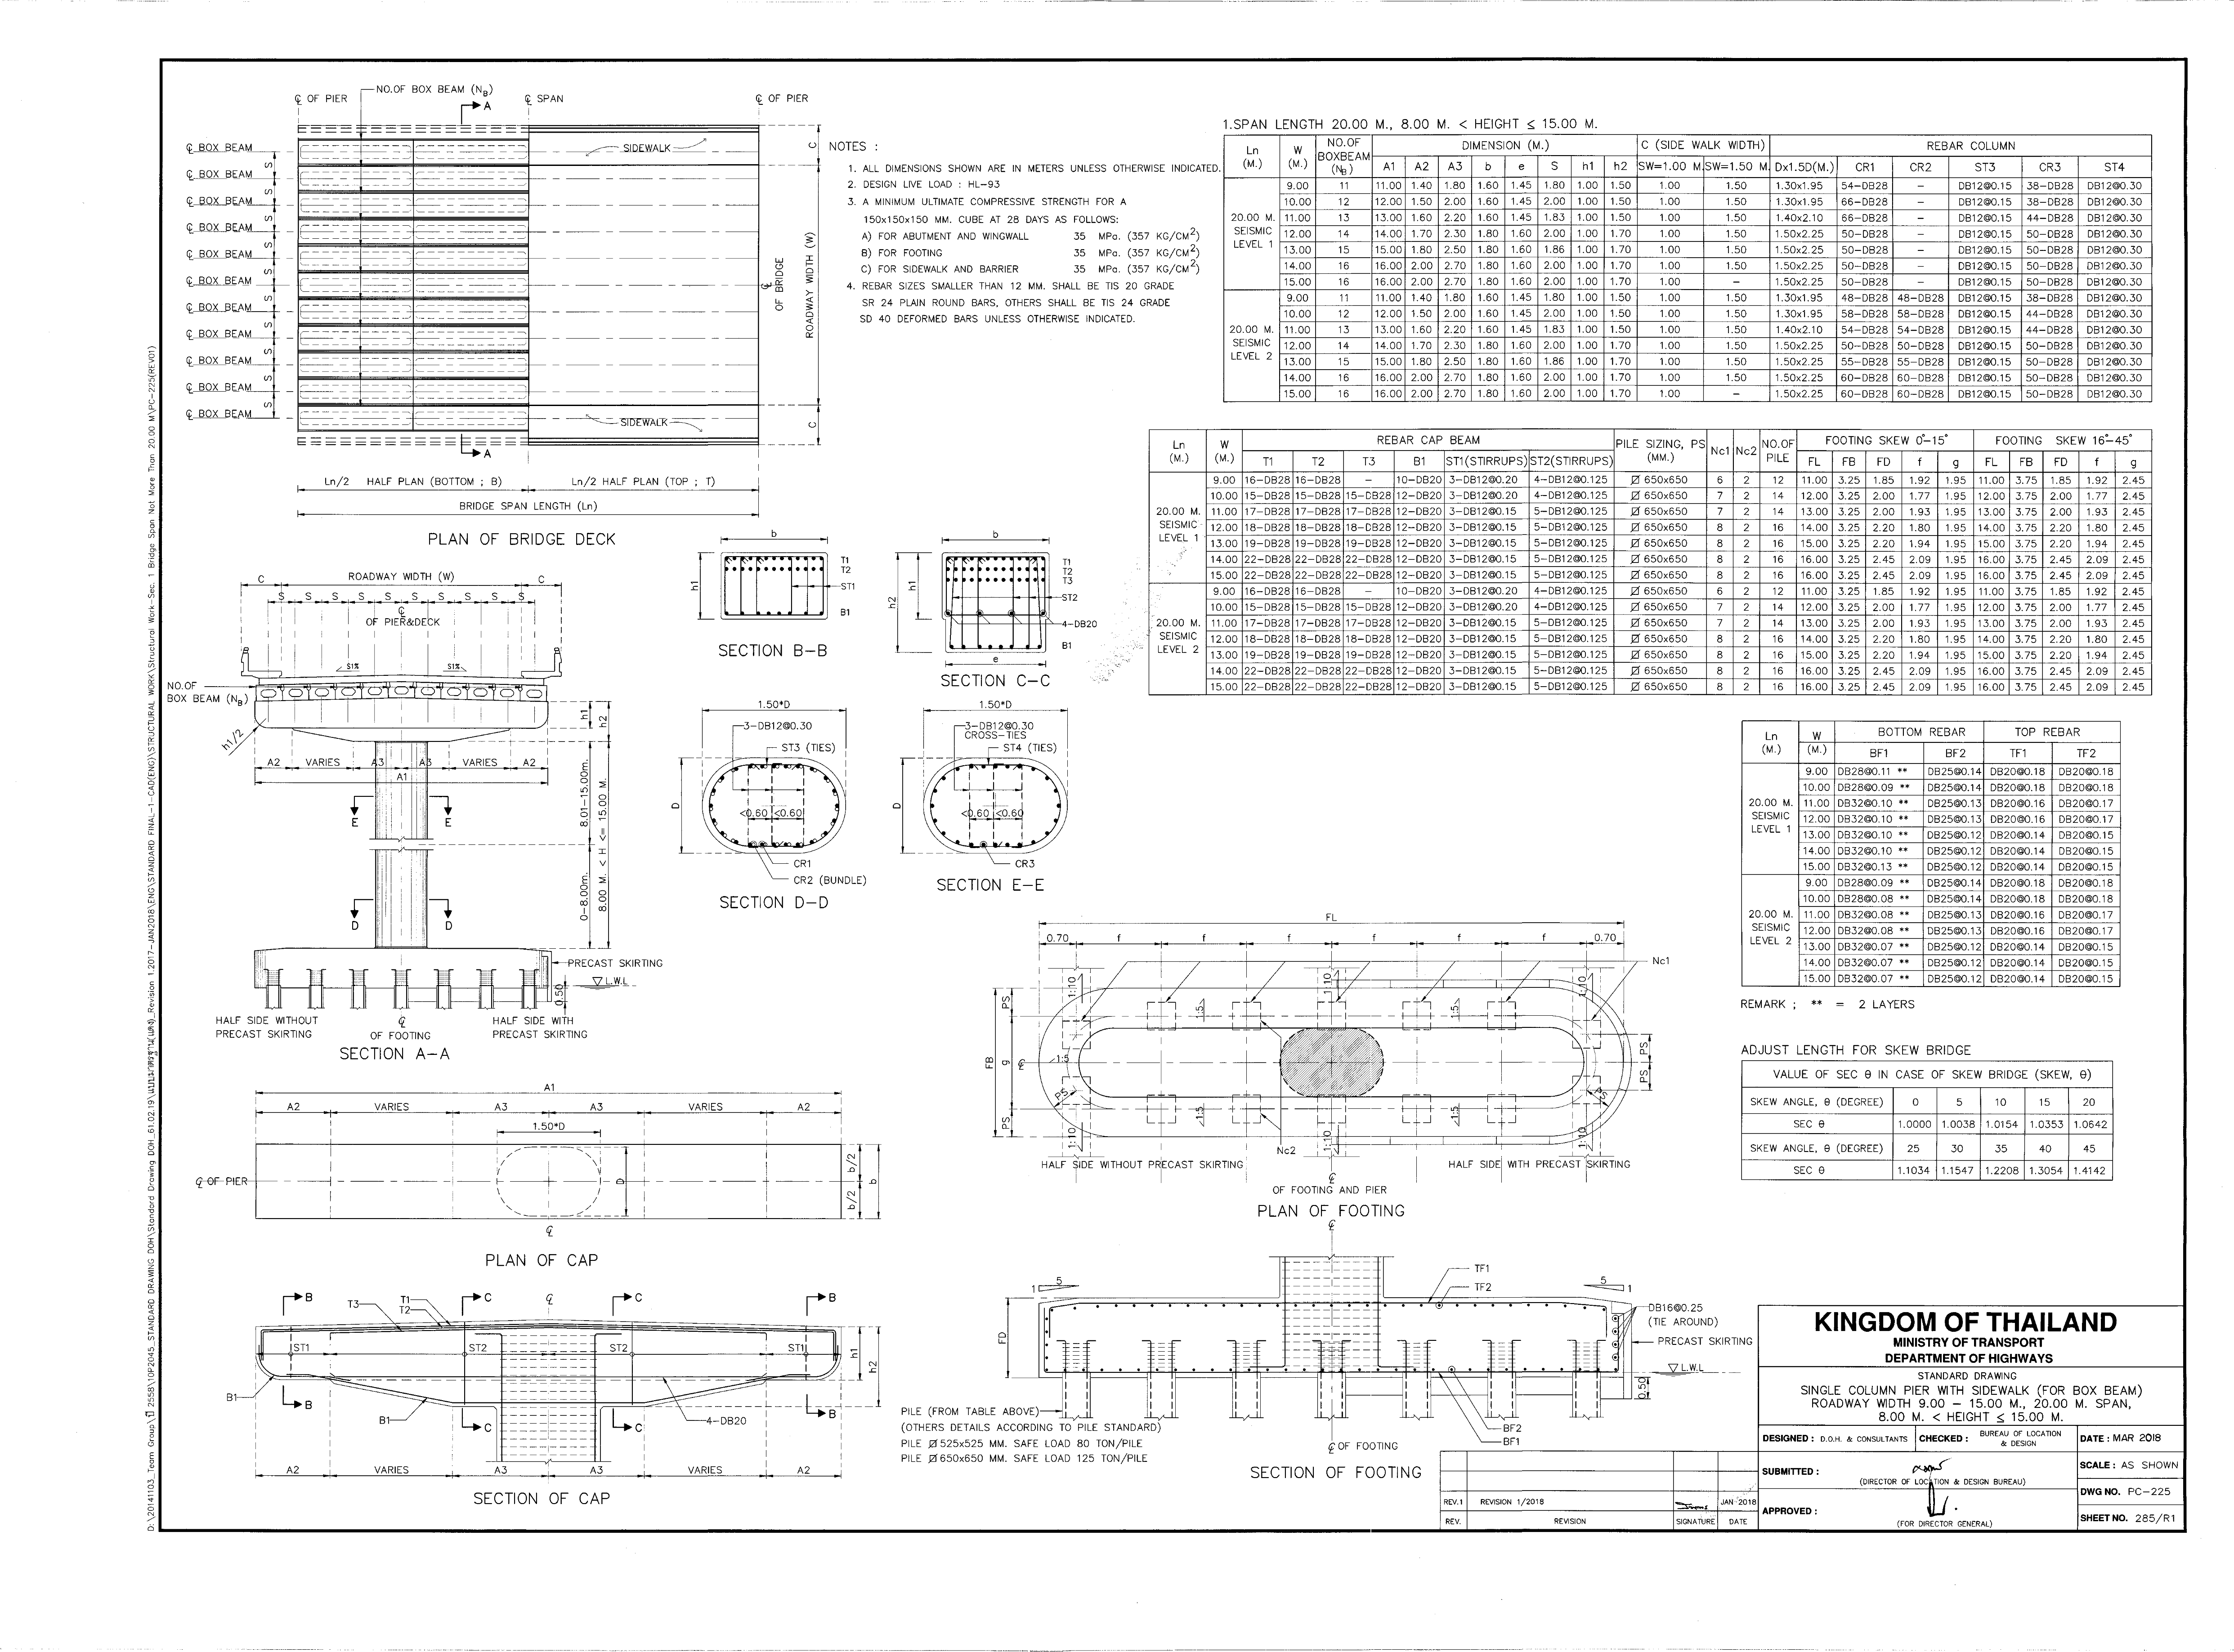 NO.OF BOX BEAM (NB)
℄ OF PIER
A
℄ SPAN
℄ OF PIER
℄ BOX BEAM
℄ BOX BEAM
℄ BOX BEAM
℄ BOX BEAM
℄ BOX BEAM
℄ BOX BEAM
℄ BOX BEAM
℄ BOX BEAM
℄ BOX BEAM
℄ BOX BEAM
℄ BOX BEAM
S
S
S
S
S
S
S
S
S
S
SIDEWALK
SIDEWALK
C
℄ OF BRIDGE
ROADWAY WIDTH (W)
C
A
Ln/2 HALF PLAN (BOTTOM ; B)
Ln/2 HALF PLAN (TOP ; T)
BRIDGE SPAN LENGTH (Ln)
PLAN OF BRIDGE DECK
NOTES :
1. ALL DIMENSIONS SHOWN ARE IN METERS UNLESS OTHERWISE INDICATED.
2. DESIGN LIVE LOAD : HL-93
3. A MINIMUM ULTIMATE COMPRESSIVE STRENGTH FOR A
150x150x150 MM. CUBE AT 28 DAYS AS FOLLOWS:
A) FOR ABUTMENT AND WINGWALL 35 MPa. (357 KG/CM2)
B) FOR FOOTING 35 MPa. (357 KG/CM2)
C) FOR SIDEWALK AND BARRIER 35 MPa. (357 KG/CM2)
4. REBAR SIZES SMALLER THAN 12 MM. SHALL BE TIS 20 GRADE
SR 24 PLAIN ROUND BARS, OTHERS SHALL BE TIS 24 GRADE
SD 40 DEFORMED BARS UNLESS OTHERWISE INDICATED.
1.SPAN LENGTH 20.00 M., 8.00 M. < HEIGHT ≤ 15.00 M.
Ln (M.) W (M.) NO.OF BOXBEAM (NB) DIMENSION (M.) C (SIDE WALK WIDTH) REBAR COLUMN
A1 A2 A3 b e S h1 h2 SW=1.00 M. SW=1.50 M. Dx1.5D(M.) CR1 CR2 ST3 CR3 ST4
20.00 M. SEISMIC LEVEL 1
9.00 11 11.00 1.40 1.80 1.60 1.45 1.80 1.00 1.50 1.00 1.50 1.30x1.95 54-DB28 - DB12@0.15 38-DB28 DB12@0.30
10.00 12 12.00 1.50 2.00 1.60 1.45 2.00 1.00 1.50 1.00 1.50 1.30x1.95 66-DB28 - DB12@0.15 38-DB28 DB12@0.30
11.00 13 13.00 1.60 2.20 1.60 1.45 1.83 1.00 1.50 1.00 1.50 1.40x2.10 66-DB28 - DB12@0.15 44-DB28 DB12@0.30
12.00 14 14.00 1.70 2.30 1.80 1.60 2.00 1.00 1.70 1.00 1.50 1.50x2.25 50-DB28 - DB12@0.15 50-DB28 DB12@0.30
13.00 15 15.00 1.80 2.50 1.80 1.60 1.86 1.00 1.70 1.00 1.50 1.50x2.25 50-DB28 - DB12@0.15 50-DB28 DB12@0.30
14.00 16 16.00 2.00 2.70 1.80 1.60 2.00 1.00 1.70 1.00 1.50 1.50x2.25 50-DB28 - DB12@0.15 50-DB28 DB12@0.30
15.00 16 16.00 2.00 2.70 1.80 1.60 2.00 1.00 1.70 1.00 - 1.50x2.25 50-DB28 - DB12@0.15 50-DB28 DB12@0.30
20.00 M. SEISMIC LEVEL 2
9.00 11 11.00 1.40 1.80 1.60 1.45 1.80 1.00 1.50 1.00 1.50 1.30x1.95 48-DB28 48-DB28 DB12@0.15 38-DB28 DB12@0.30
10.00 12 12.00 1.50 2.00 1.60 1.45 2.00 1.00 1.50 1.00 1.50 1.30x1.95 58-DB28 58-DB28 DB12@0.15 44-DB28 DB12@0.30
11.00 13 13.00 1.60 2.20 1.60 1.45 1.83 1.00 1.50 1.00 1.50 1.40x2.10 54-DB28 54-DB28 DB12@0.15 44-DB28 DB12@0.30
12.00 14 14.00 1.70 2.30 1.80 1.60 2.00 1.00 1.70 1.00 1.50 1.50x2.25 50-DB28 50-DB28 DB12@0.15 50-DB28 DB12@0.30
13.00 15 15.00 1.80 2.50 1.80 1.60 1.86 1.00 1.70 1.00 1.50 1.50x2.25 55-DB28 55-DB28 DB12@0.15 50-DB28 DB12@0.30
14.00 16 16.00 2.00 2.70 1.80 1.60 2.00 1.00 1.70 1.00 1.50 1.50x2.25 60-DB28 60-DB28 DB12@0.15 50-DB28 DB12@0.30
15.00 16 16.00 2.00 2.70 1.80 1.60 2.00 1.00 1.70 1.00 - 1.50x2.25 60-DB28 60-DB28 DB12@0.15 50-DB28 DB12@0.30
Ln (M.) W (M.) REBAR CAP BEAM PILE SIZING, PS (MM.) Nc1 Nc2 NO.OF PILE FOOTING SKEW 0°-15° FOOTING SKEW 16°-45°
T1 T2 T3 B1 ST1(STIRRUPS) ST2(STIRRUPS) FL FB FD f g FL FB FD f g
20.00 M. SEISMIC LEVEL 1
9.00 16-DB28 16-DB28 - 10-DB20 3-DB12@0.20 4-DB12@0.125 650x650 6 2 12 11.00 3.25 1.85 1.92 1.95 11.00 3.75 1.85 1.92 2.45
10.00 15-DB28 15-DB28 15-DB28 12-DB20 3-DB12@0.20 4-DB12@0.125 650x650 7 2 14 12.00 3.25 2.00 1.77 1.95 12.00 3.75 2.00 1.77 2.45
11.00 17-DB28 17-DB28 17-DB28 12-DB20 3-DB12@0.15 5-DB12@0.125 650x650 7 2 14 13.00 3.25 2.00 1.93 1.95 13.00 3.75 2.00 1.93 2.45
12.00 18-DB28 18-DB28 18-DB28 12-DB20 3-DB12@0.15 5-DB12@0.125 650x650 8 2 16 14.00 3.25 2.20 1.80 1.95 14.00 3.75 2.20 1.80 2.45
13.00 19-DB28 19-DB28 19-DB28 12-DB20 3-DB12@0.15 5-DB12@0.125 650x650 8 2 16 15.00 3.25 2.20 1.94 1.95 15.00 3.75 2.20 1.94 2.45
14.00 22-DB28 22-DB28 22-DB28 12-DB20 3-DB12@0.15 5-DB12@0.125 650x650 8 2 16 16.00 3.25 2.45 2.09 1.95 16.00 3.75 2.45 2.09 2.45
15.00 22-DB28 22-DB28 22-DB28 12-DB20 3-DB12@0.15 5-DB12@0.125 650x650 8 2 16 16.00 3.25 2.45 2.09 1.95 16.00 3.75 2.45 2.09 2.45
20.00 M. SEISMIC LEVEL 2
9.00 16-DB28 16-DB28 - 10-DB20 3-DB12@0.20 4-DB12@0.125 650x650 6 2 12 11.00 3.25 1.85 1.92 1.95 11.00 3.75 1.85 1.92 2.45
10.00 15-DB28 15-DB28 15-DB28 12-DB20 3-DB12@0.20 4-DB12@0.125 650x650 7 2 14 12.00 3.25 2.00 1.77 1.95 12.00 3.75 2.00 1.77 2.45
11.00 17-DB28 17-DB28 17-DB28 12-DB20 3-DB12@0.15 5-DB12@0.125 650x650 7 2 14 13.00 3.25 2.00 1.93 1.95 13.00 3.75 2.00 1.93 2.45
12.00 18-DB28 18-DB28 18-DB28 12-DB20 3-DB12@0.15 5-DB12@0.125 650x650 8 2 16 14.00 3.25 2.20 1.80 1.95 14.00 3.75 2.20 1.80 2.45
13.00 19-DB28 19-DB28 19-DB28 12-DB20 3-DB12@0.15 5-DB12@0.125 650x650 8 2 16 15.00 3.25 2.20 1.94 1.95 15.00 3.75 2.20 1.94 2.45
14.00 22-DB28 22-DB28 22-DB28 12-DB20 3-DB12@0.15 5-DB12@0.125 650x650 8 2 16 16.00 3.25 2.45 2.09 1.95 16.00 3.75 2.45 2.09 2.45
15.00 22-DB28 22-DB28 22-DB28 12-DB20 3-DB12@0.15 5-DB12@0.125 650x650 8 2 16 16.00 3.25 2.45 2.09 1.95 16.00 3.75 2.45 2.09 2.45
Ln (M.) W (M.) BOTTOM REBAR TOP REBAR
BF1 BF2 TF1 TF2
20.00 M. SEISMIC LEVEL 1
9.00 DB28@0.11 ** DB25@0.14 DB20@0.18 DB20@0.18
10.00 DB28@0.09 ** DB25@0.14 DB20@0.18 DB20@0.18
11.00 DB32@0.10 ** DB25@0.13 DB20@0.16 DB20@0.17
12.00 DB32@0.10 ** DB25@0.13 DB20@0.16 DB20@0.17
13.00 DB32@0.10 ** DB25@0.12 DB20@0.14 DB20@0.15
14.00 DB32@0.10 ** DB25@0.12 DB20@0.14 DB20@0.15
15.00 DB32@0.13 ** DB25@0.12 DB20@0.14 DB20@0.15
20.00 M. SEISMIC LEVEL 2
9.00 DB28@0.09 ** DB25@0.14 DB20@0.18 DB20@0.18
10.00 DB28@0.08 ** DB25@0.14 DB20@0.18 DB20@0.18
11.00 DB32@0.08 ** DB25@0.13 DB20@0.16 DB20@0.17
12.00 DB32@0.08 ** DB25@0.13 DB20@0.16 DB20@0.17
13.00 DB32@0.07 ** DB25@0.12 DB20@0.14 DB20@0.15
14.00 DB32@0.07 ** DB25@0.12 DB20@0.14 DB20@0.15
15.00 DB32@0.07 ** DB25@0.12 DB20@0.14 DB20@0.15
REMARK ; ** = 2 LAYERS
ADJUST LENGTH FOR SKEW BRIDGE
VALUE OF SEC θ IN CASE OF SKEW BRIDGE (SKEW, θ)
SKEW ANGLE, θ (DEGREE) 0 5 10 15 20
SEC θ 1.0000 1.0038 1.0154 1.0353 1.0642
SKEW ANGLE, θ (DEGREE) 25 30 35 40 45
SEC θ 1.1034 1.1547 1.2208 1.3054 1.4142
C ROADWAY WIDTH (W) C
S S S S S S S S S S
℄
OF PIER&DECK
S1% S1%
NO.OF
BOX BEAM (NB)
h1/2
h1 h2
A2 VARIES A3 A3 VARIES A2
A1
E E
D D
8.01-15.00m.
0-8.00m.
8.00 M. < H <= 15.00 M.
PRECAST SKIRTING
L.W.L
0.50
HALF SIDE WITHOUT
PRECAST SKIRTING
℄
OF FOOTING
HALF SIDE WITH
PRECAST SKIRTING
SECTION A-A
b
h1
T1
T2
ST1
B1
SECTION B-B
b
h2
h1
T1
T2
T3
ST2
4-DB20
B1
e
SECTION C-C
1.50*D
3-DB12@0.30
ST3 (TIES)
D
<0.60 <0.60
CR1
CR2 (BUNDLE)
SECTION D-D
1.50*D
3-DB12@0.30
CROSS-TIES
ST4 (TIES)
D
<0.60 <0.60
CR3
SECTION E-E
FL
0.70 f f f f f f 0.70
Nc1
1:10 1:10 1:10
PS
1:5 1:5
FB g
1:5
PS PS
PS PS
PS
1:5 1:5
1:10 1:10 1:10
Nc2
HALF SIDE WITHOUT PRECAST SKIRTING
HALF SIDE WITH PRECAST SKIRTING
℄
OF FOOTING AND PIER
PLAN OF FOOTING
A1
A2 VARIES A3 A3 VARIES A2
1.50*D
℄ OF PIER
D
b/2
b/2
b
℄
PLAN OF CAP
B C ℄ C B
T3 T1
T2
ST1 ST2 ST2 ST1
h1 h2
B1
B1
4-DB20
B C C B
A2 VARIES A3 A3 VARIES A2
SECTION OF CAP
℄
1 5
5 1
TF1
TF2
FD
DB16@0.25
(TIE AROUND)
PRECAST SKIRTING
L.W.L
0.50
PILE (FROM TABLE ABOVE)
(OTHERS DETAILS ACCORDING TO PILE STANDARD)
PILE 525x525 MM. SAFE LOAD 80 TON/PILE
PILE 650x650 MM. SAFE LOAD 125 TON/PILE
BF2
BF1
℄ OF FOOTING
SECTION OF FOOTING
REV.1 REVISION 1/2018 JAN-2018
REV. REVISION SIGNATURE DATE
KINGDOM OF THAILAND
MINISTRY OF TRANSPORT
DEPARTMENT OF HIGHWAYS
STANDARD DRAWING
SINGLE COLUMN PIER WITH SIDEWALK (FOR BOX BEAM)
ROADWAY WIDTH 9.00 - 15.00 M., 20.00 M. SPAN,
8.00 M. < HEIGHT ≤ 15.00 M.
DESIGNED : D.O.H. & CONSULTANTS
CHECKED : BUREAU OF LOCATION & DESIGN
DATE : MAR 2018
SUBMITTED :
(DIRECTOR OF LOCATION & DESIGN BUREAU)
SCALE : AS SHOWN
DWG NO. PC-225
APPROVED :
(FOR DIRECTOR GENERAL)
SHEET NO. 285/R1